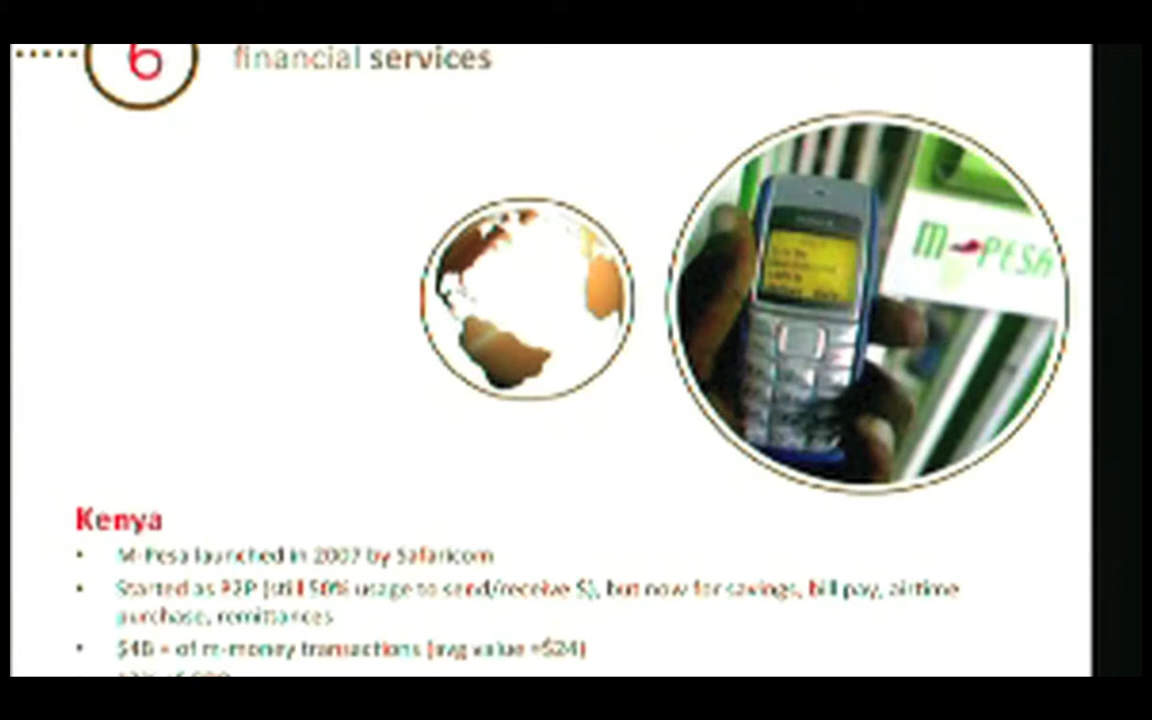 6
financial services
M-PESA
Kenya
• M-Pesa launched in 2007 by Safaricom
• Started as P2P (still 50% usage to send/receive $), but now for savings, bill pay, airtime
purchase, remittances
• $4B + of m-money transactions (avg value =$24)